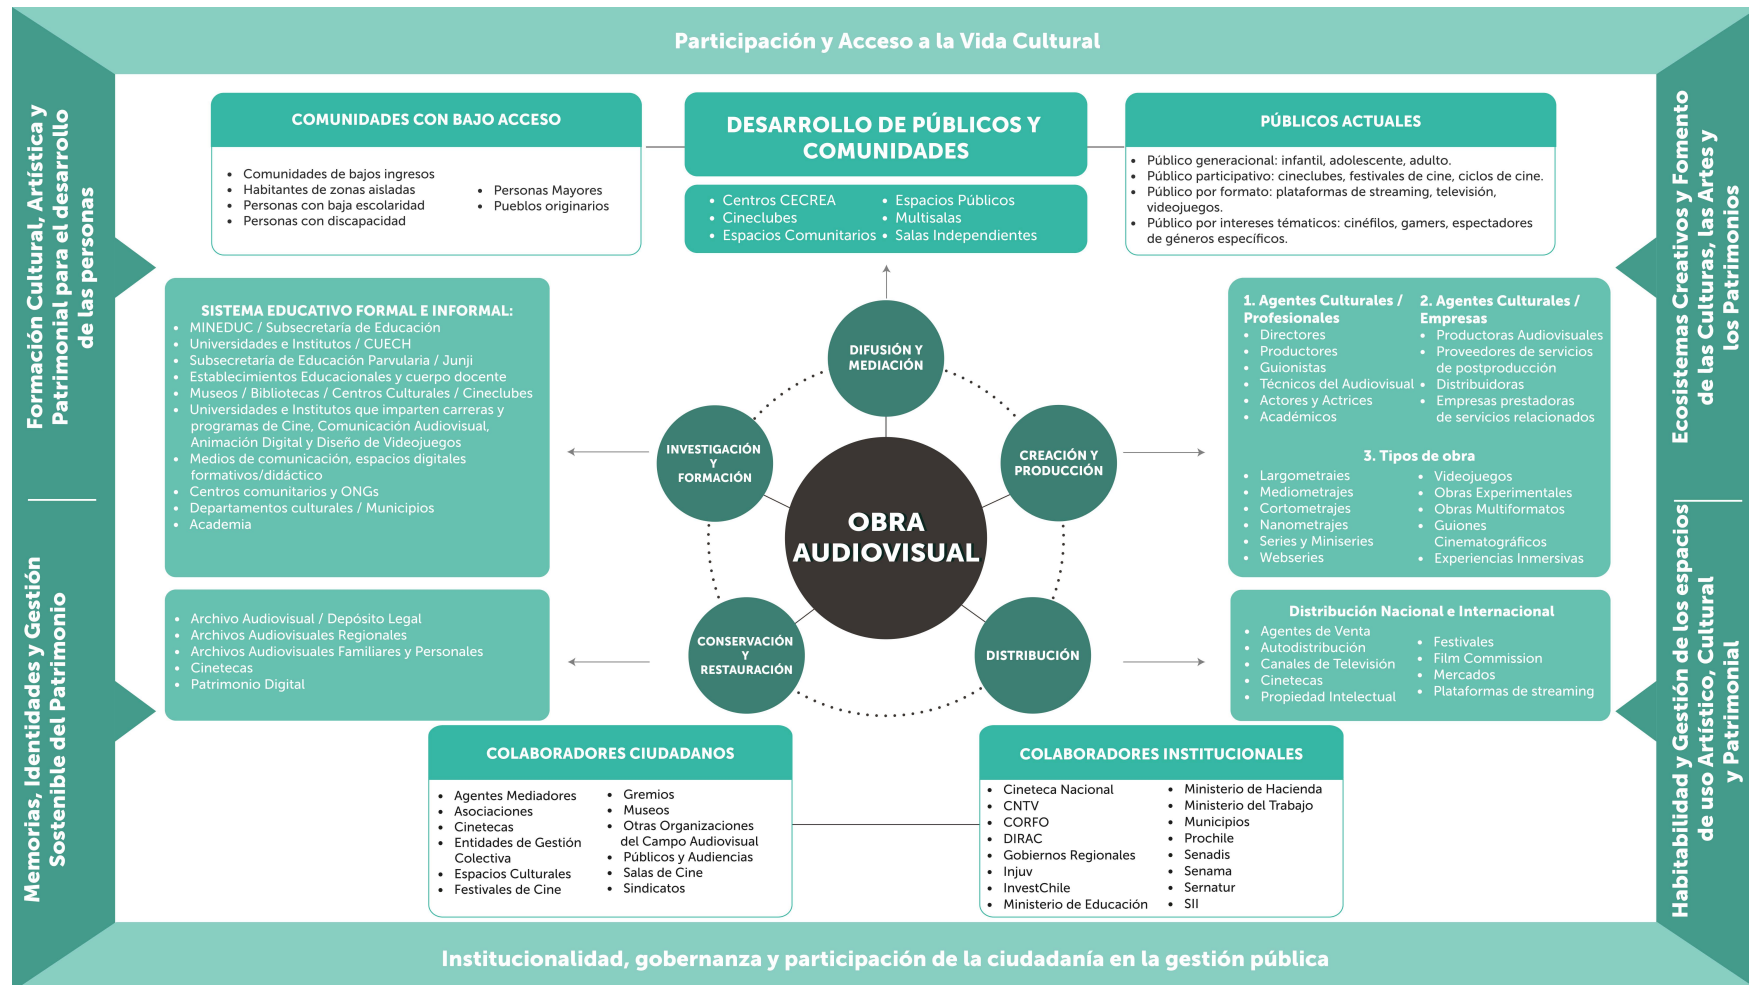 Participación y Acceso a la Vida Cultural
Formación Cultural, Artística y
Patrimonial para el desarrollo
de las personas
Memorias, Identidades y Gestión
Sostenible del Patrimonio
COMUNIDADES CON BAJO ACCESO
• Comunidades de bajos ingresos
• Habitantes de zonas aisladas
• Personas con baja escolaridad
• Personas con discapacidad
• Personas Mayores
• Pueblos originarios
DESARROLLO DE PÚBLICOS Y
COMUNIDADES
• Centros CECREA
• Cineclubes
• Espacios Comunitarios
• Espacios Públicos
• Multisalas
• Salas Independientes
PÚBLICOS ACTUALES
• Público generacional: infantil, adolescente, adulto.
• Público participativo: cineclubes, festivales de cine, ciclos de cine.
• Público por formato: plataformas de streaming, televisión,
videojuegos.
• Público por intereses témáticos: cinéfilos, gamers, espectadores
de géneros específicos.
SISTEMA EDUCATIVO FORMAL E INFORMAL:
• MINEDUC / Subsecretaría de Educación
• Universidades e Institutos / CUECH
• Subsecretaría de Educación Parvularia / Junji
• Establecimientos Educacionales y cuerpo docente
• Museos / Bibliotecas / Centros Culturales / Cineclubes
• Universidades e Institutos que imparten carreras y
programas de Cine, Comunicación Audiovisual,
Animación Digital y Diseño de Videojuegos
• Medios de comunicación, espacios digitales
formativos/didáctico
• Centros comunitarios y ONGs
• Departamentos culturales / Municipios
• Academia
• Archivo Audiovisual / Depósito Legal
• Archivos Audiovisuales Regionales
• Archivos Audiovisuales Familiares y Personales
• Cinetecas
• Patrimonio Digital
DIFUSIÓN Y
MEDIACIÓN
INVESTIGACIÓN
Y
FORMACIÓN
CREACIÓN Y
PRODUCCIÓN
OBRA
AUDIOVISUAL
CONSERVACIÓN
Y
RESTAURACIÓN
DISTRIBUCIÓN
1. Agentes Culturales /
Profesionales
• Directores
• Productores
• Guionistas
• Técnicos del Audiovisual
• Actores y Actrices
• Académicos
2. Agentes Culturales /
Empresas
• Productoras Audiovisuales
• Proveedores de servicios
de postproducción
• Distribuidoras
• Empresas prestadoras
de servicios relacionados
3. Tipos de obra
• Largometraies
• Mediometrajes
• Cortometrajes
• Nanometrajes
• Series y Miniseries
• Webseries
• Videojuegos
• Obras Experimentales
• Obras Multiformatos
• Guiones
Cinematográficos
• Experiencias Inmersivas
Distribución Nacional e Internacional
• Agentes de Venta
• Autodistribución
• Canales de Televisión
• Cinetecas
• Propiedad Intelectual
• Festivales
• Film Commission
• Mercados
• Plataformas de streaming
COLABORADORES CIUDADANOS
• Agentes Mediadores
• Asociaciones
• Cinetecas
• Entidades de Gestión
Colectiva
• Espacios Culturales
• Festivales de Cine
• Gremios
• Museos
• Otras Organizaciones
del Campo Audiovisual
• Públicos y Audiencias
• Salas de Cine
• Sindicatos
COLABORADORES INSTITUCIONALES
• Cineteca Nacional
• CNTV
• CORFO
• DIRAC
• Gobiernos Regionales
• Injuv
• InvestChile
• Ministerio de Educación
• Ministerio de Hacienda
• Ministerio del Trabajo
• Municipios
• Prochile
• Senadis
• Senama
• Sernatur
• SII
Ecosistemas Creativos y Fomento
de las Culturas, las Artes y
los Patrimonios
Habitabilidad y Gestión de los espacios
de uso Artístico, Cultural
y Patrimonial
Institucionalidad, gobernanza y participación de la ciudadanía en la gestión pública